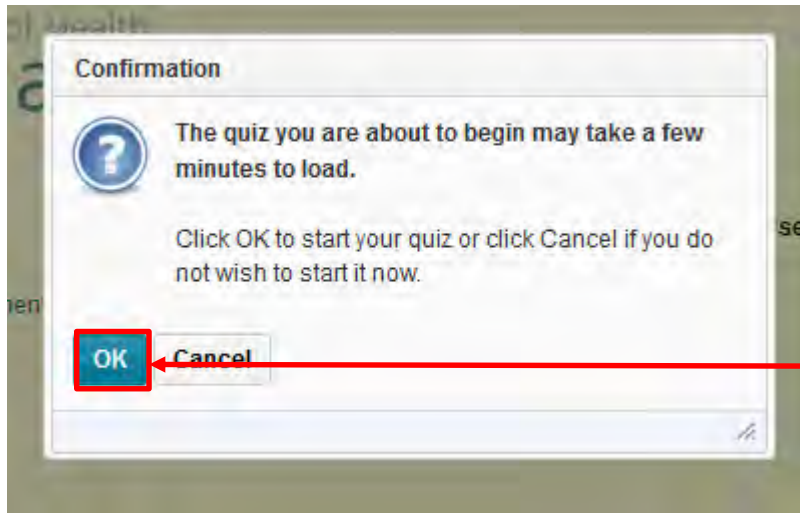 Confirmation
The quiz you are about to begin may take a few
minutes to load.
Click OK to start your quiz or click Cancel if you do
not wish to start it now.
OK
Cancel